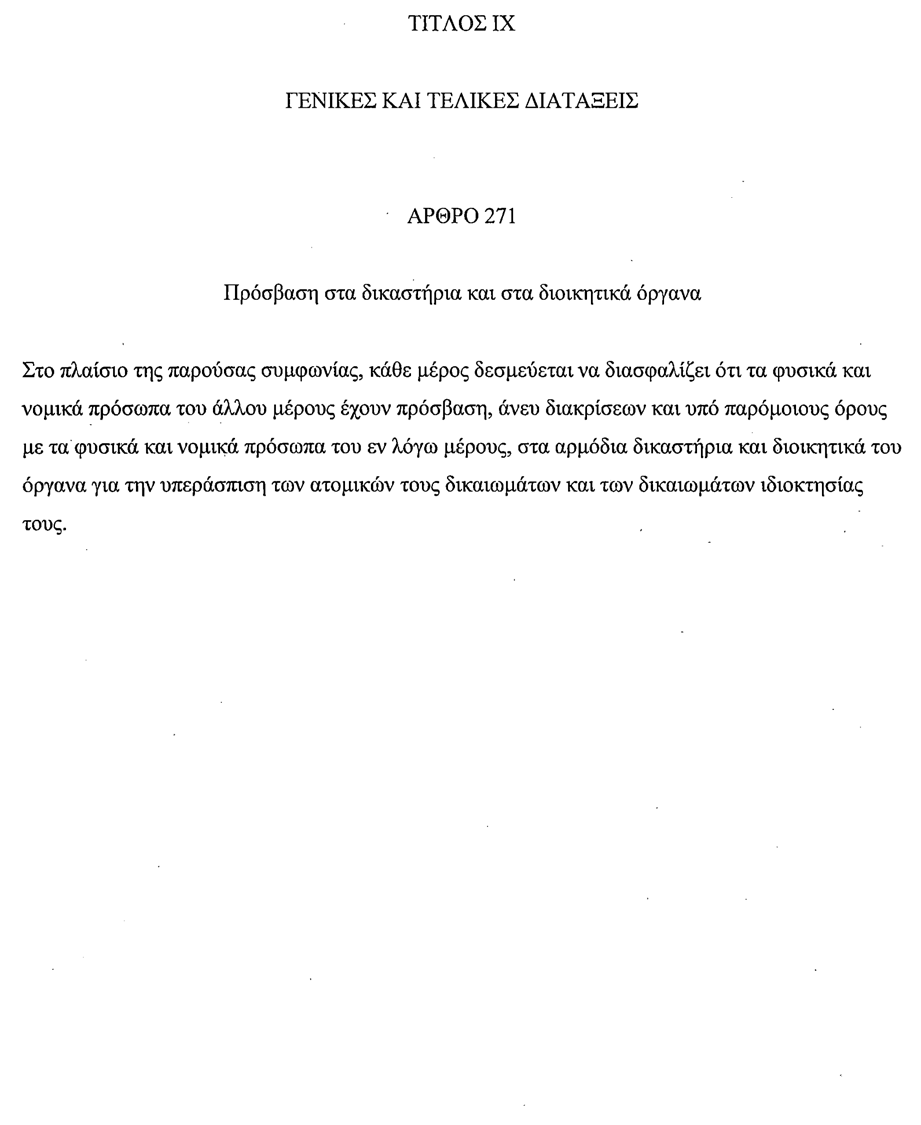 ΤΙΤΛΟΣ ΙΧ
ΓΕΝΙΚΕΣ ΚΑΙ ΤΕΛΙΚΕΣ ΔΙΑΤΑΞΕΙΣ
ΑΡΘΡΟ 271
Πρόσβαση στα δικαστήρια και στα διοικητικά όργανα
Στο πλαίσιο της παρούσας συμφωνίας, κάθε μέρος δεσμεύεται να διασφαλίζει ότι τα φυσικά και
νομικά πρόσωπα του άλλου μέρους έχουν πρόσβαση, άνευ διακρίσεων και υπό παρόμοιους όρους
με τα φυσικά και νομικά πρόσωπα του εν λόγω μέρους, στα αρμόδια δικαστήρια και διοικητικά του
όργανα για την υπεράσπιση των ατομικών τους δικαιωμάτων και των δικαιωμάτων ιδιοκτησίας
τους.